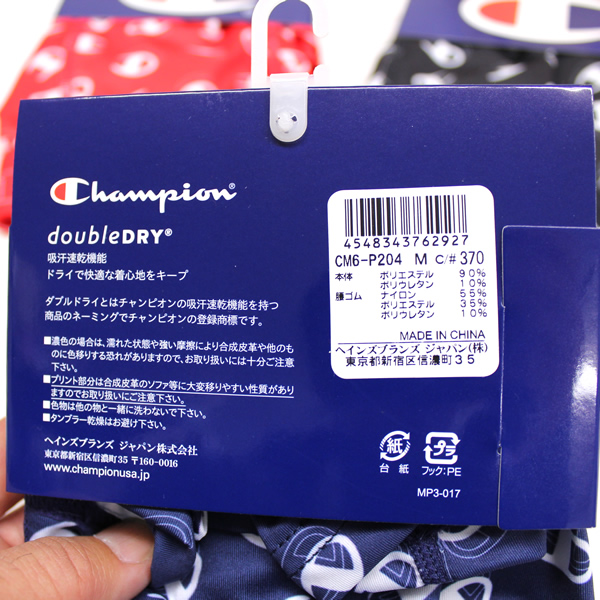 Champion®
doubleDRY®
吸汗速乾機能
ドライで快適な着心地をキープ
ダブルドライとはチャンピオンの吸汗速乾機能を持つ
商品のネーミングでチャンピオンの登録商標です。
■濃色の場合は、濡れた状態や強い摩擦により合成皮革や他のも
のに色移りする恐れがありますので、お取り扱いには十分ご注意
下さい。
■プリント部分は合成皮革のソファ等に大変移りやすい性質があり
ますのでお取り扱いにご注意下さい。
■色物は他の物と一緒に洗わないで下さい。
■タンブラー乾燥はお避け下さい。
ヘインズブランズ ジャパン株式会社
東京都新宿区信濃町35 〒160-0016
www.championusa.jp
4548343762927
CM6-P204 M C/#370
本体 ポリエステル 90%
ポリウレタン 10%
腰ゴム ナイロン 55%
ポリエステル 35%
ポリウレタン 10%
MADE IN CHINA
ヘインズブランズ ジャパン(株)
東京都新宿区信濃町35
紙
台紙
プラ
フック:PE
MP3-017